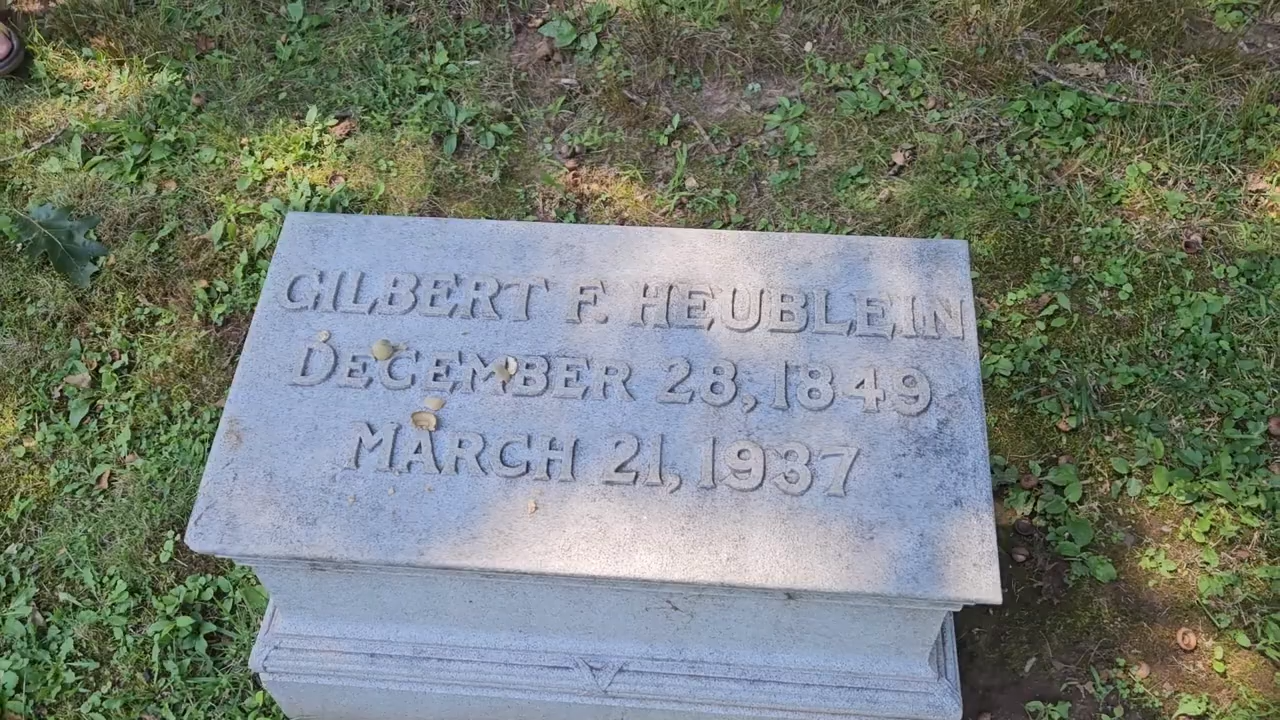 GILBERT F. HEUBLEIN
DECEMBER 28, 1849
MARCH 21, 1937